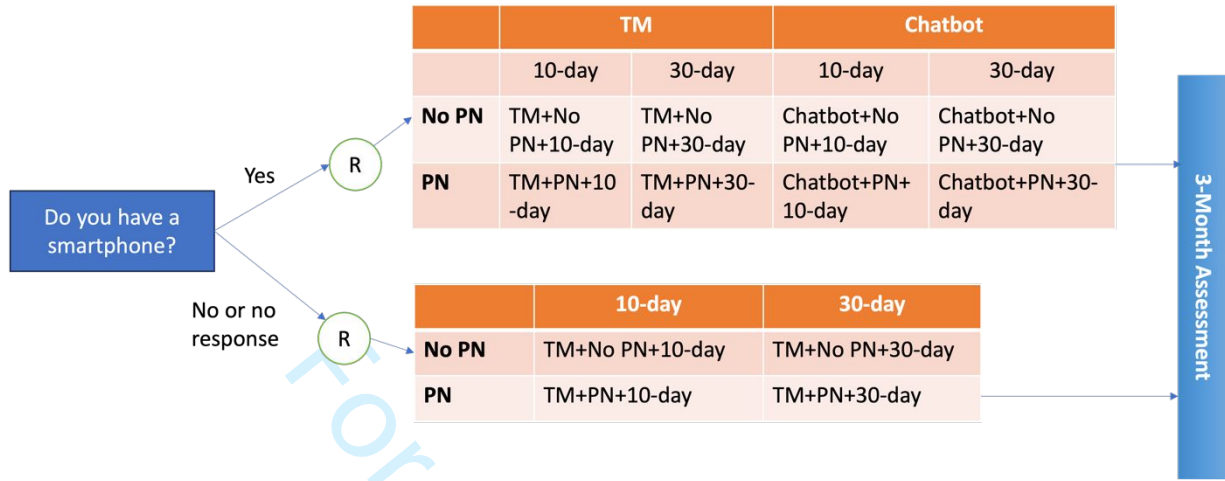 TM Chatbot
10-day 30-day 10-day 30-day
No PN TM+No TM+No Chatbot+No Chatbot+No
PN+10-day PN+30-day PN+10-day PN+30-day
PN TM+PN+10 TM+PN+30- Chatbot+PN+ Chatbot+PN+30-
-day day 10-day day
Yes
R
Do you have a
smartphone?
No or no
response
R
10-day 30-day
No PN TM+No PN+10-day TM+No PN+30-day
PN TM+PN+10-day TM+PN+30-day
3-Month Assessment
For